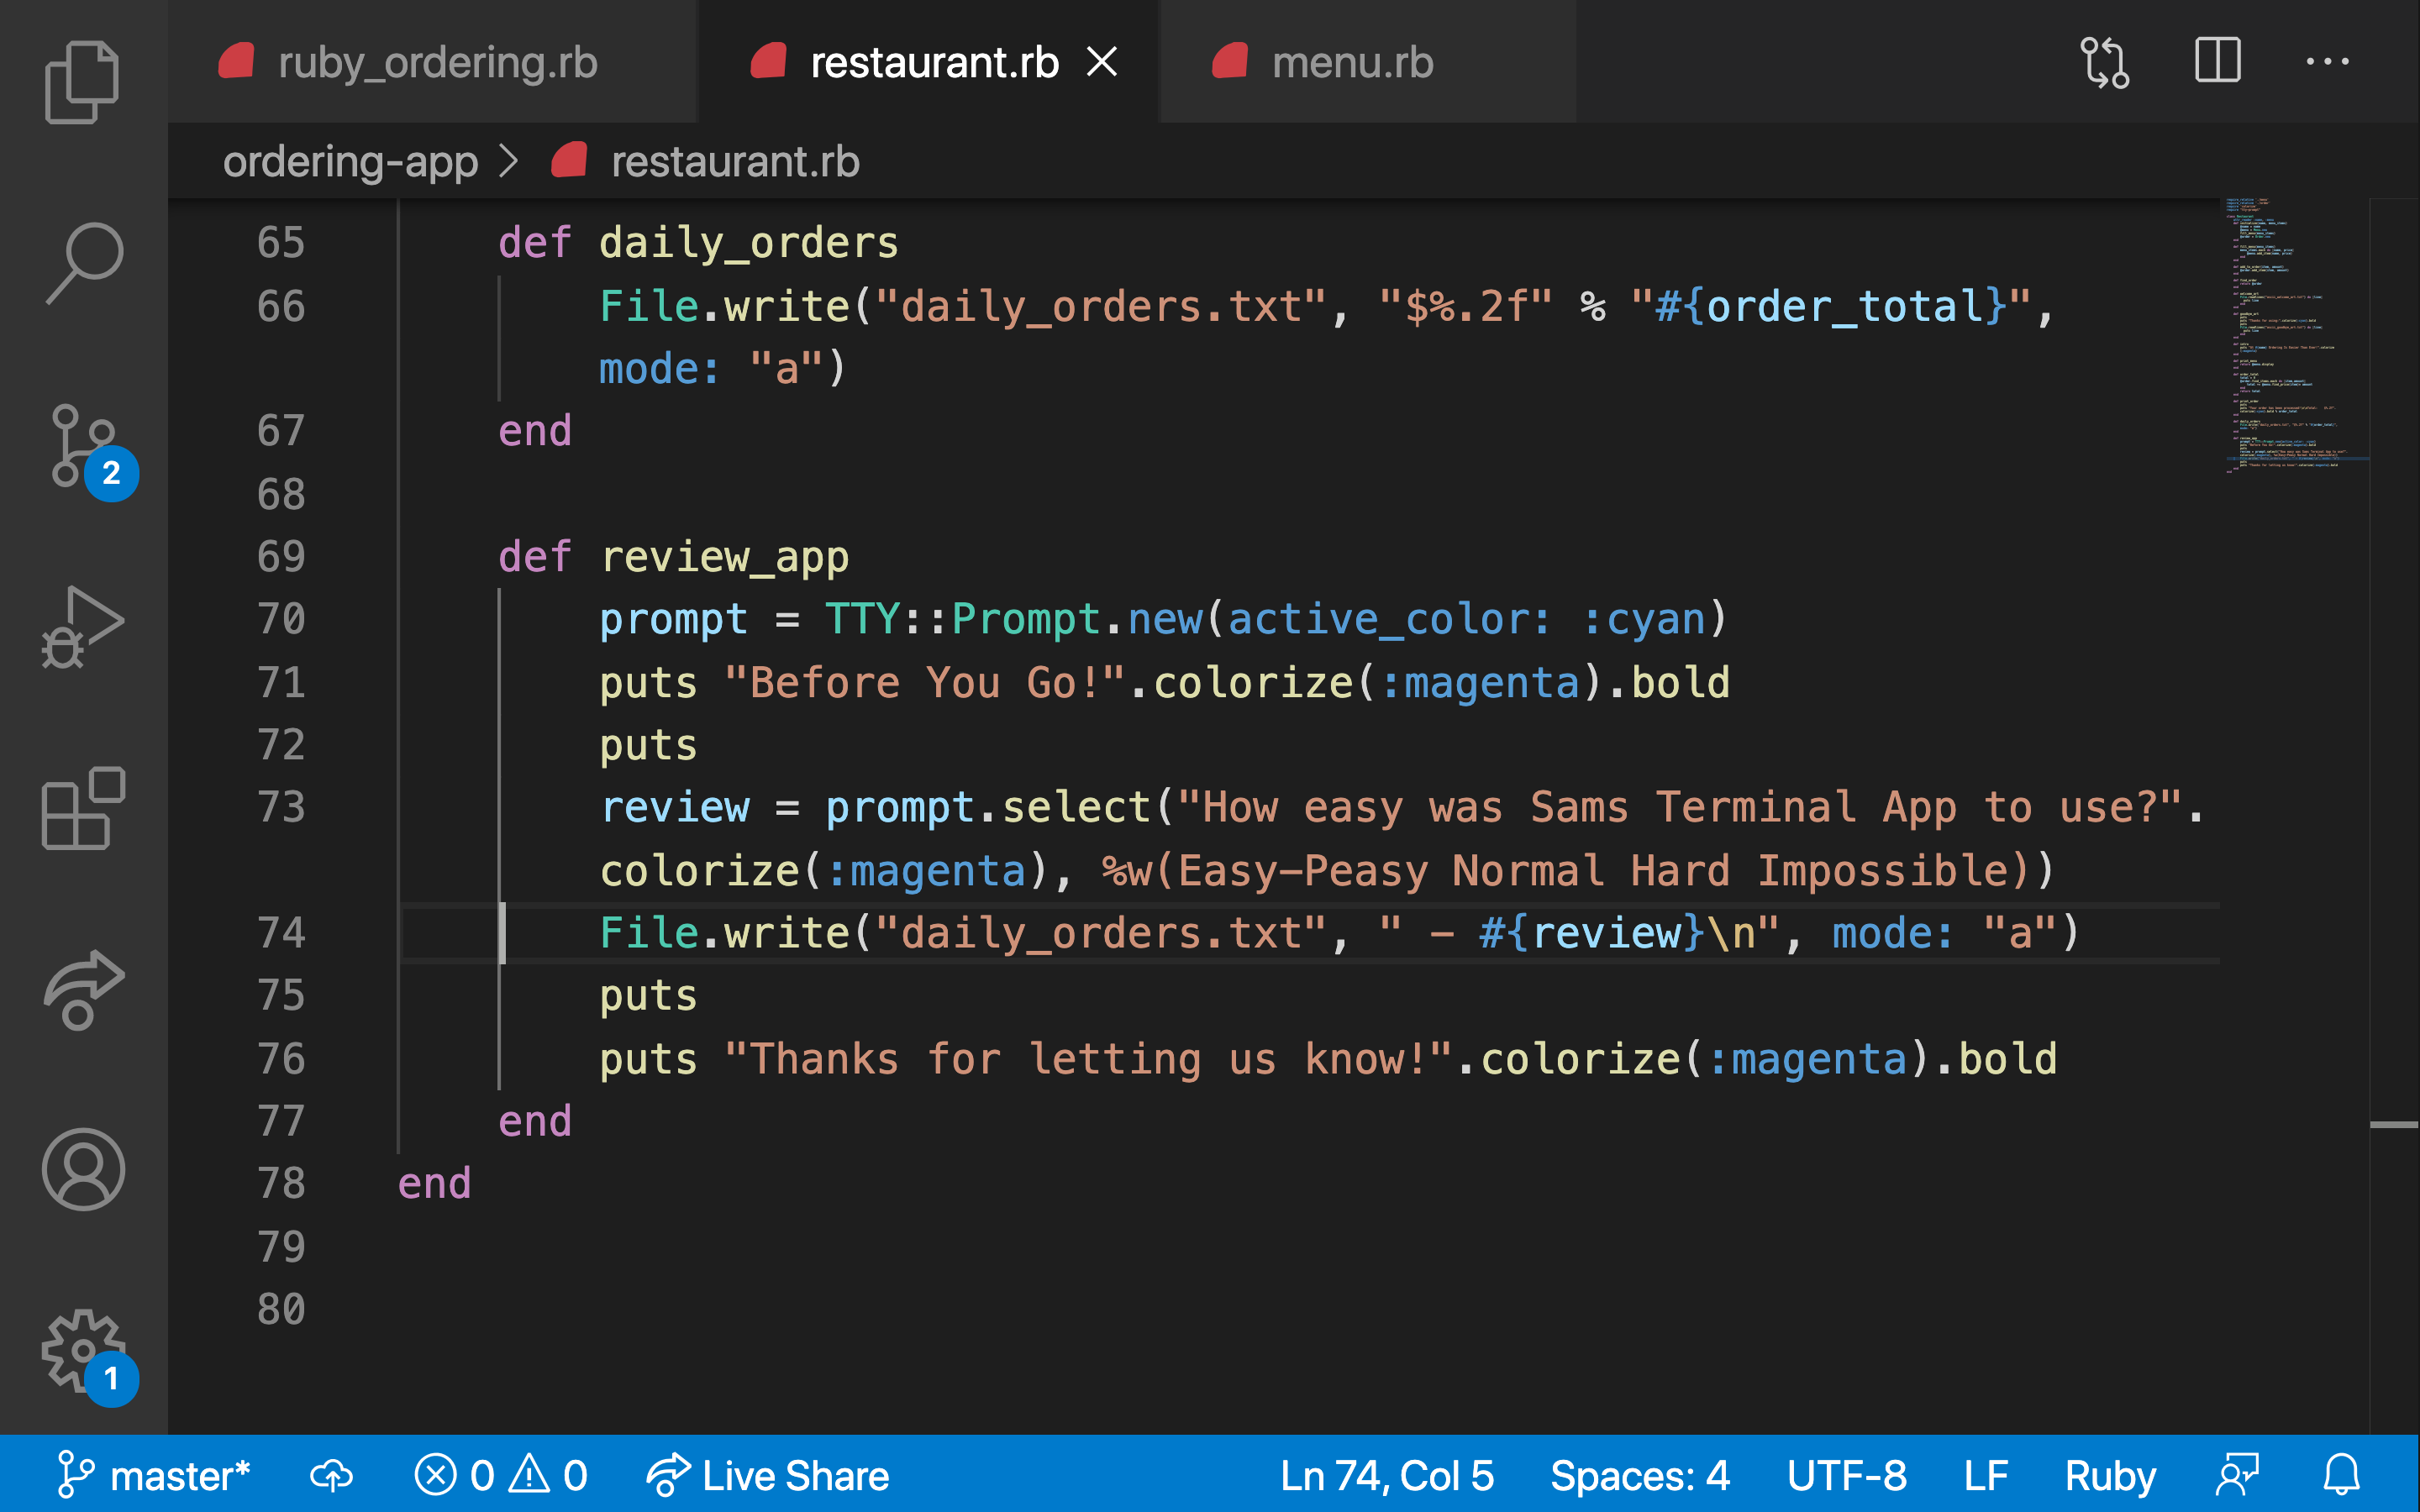 ruby_ordering.rb
restaurant.rb
menu.rb
ordering-app > restaurant.rb
65 def daily_orders
66 File.write("daily_orders.txt", "$%.2f" % "#{order_total}",
mode: "a")
67 end
68
69 def review_app
70 prompt = TTY::Prompt.new(active_color: :cyan)
71 puts "Before You Go!".colorize(:magenta).bold
72 puts
73 review = prompt.select("How easy was Sams Terminal App to use?".
colorize(:magenta), %w(Easy-Peasy Normal Hard Impossible))
74 File.write("daily_orders.txt", " - #{review}\n", mode: "a")
75 puts
76 puts "Thanks for letting us know!".colorize(:magenta).bold
77 end
78 end
79
80
2
1
master* 0 0 Live Share Ln 74, Col 5 Spaces: 4 UTF-8 LF Ruby